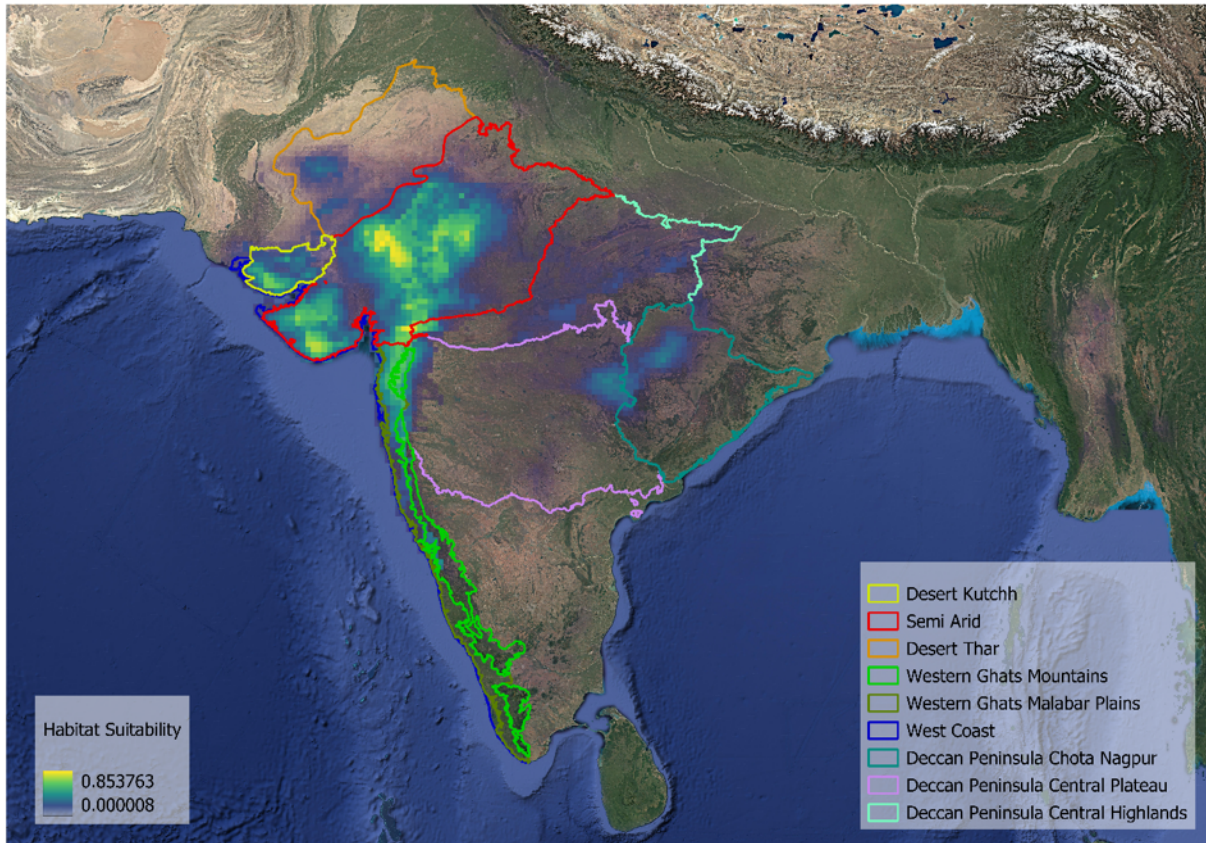 Desert Kutchh
Semi Arid
Desert Thar
Western Ghats Mountains
Western Ghats Malabar Plains
West Coast
Deccan Peninsula Chota Nagpur
Deccan Peninsula Central Plateau
Deccan Peninsula Central Highlands
Habitat Suitability
0.853763
0.000008